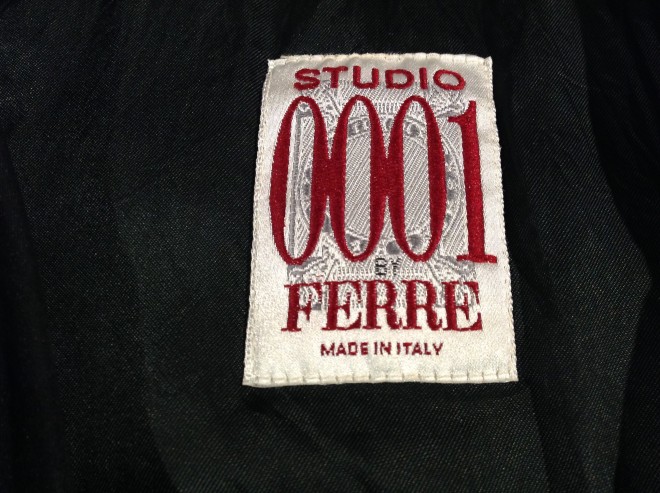 STUDIO
0001
BY
FERRE
MADE IN ITALY